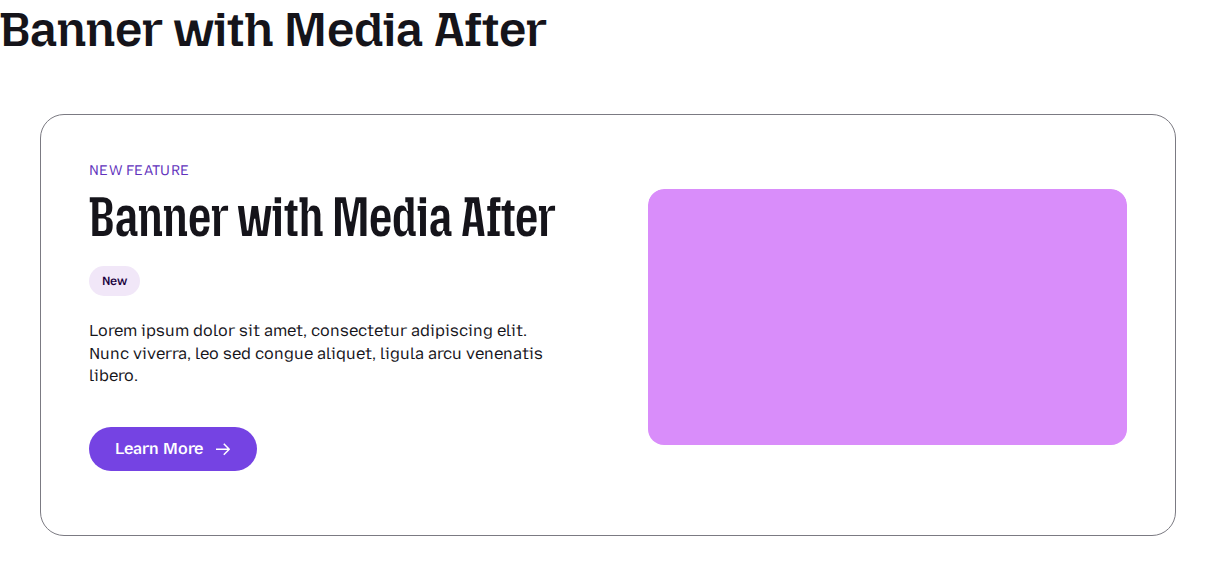 Banner with Media After
NEW FEATURE
Banner with Media After
New
Lorem ipsum dolor sit amet, consectetur adipiscing elit.
Nunc viverra, leo sed congue aliquet, ligula arcu venenatis
libero.
Learn More